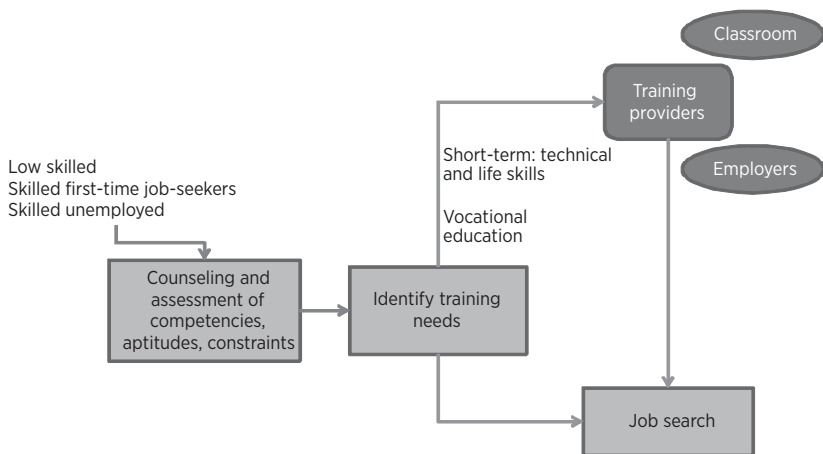 Classroom
Training
providers
Employers
Short-term: technical
and life skills
Vocational
education
Low skilled
Skilled first-time job-seekers
Skilled unemployed
Counseling and
assessment of
competencies,
aptitudes, constraints
Identify training
needs
Job search